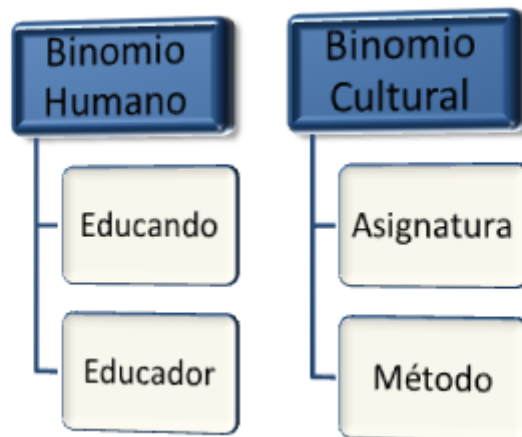 Binomio
Humano
Educando
Educador
Binomio
Cultural
Asignatura
Método